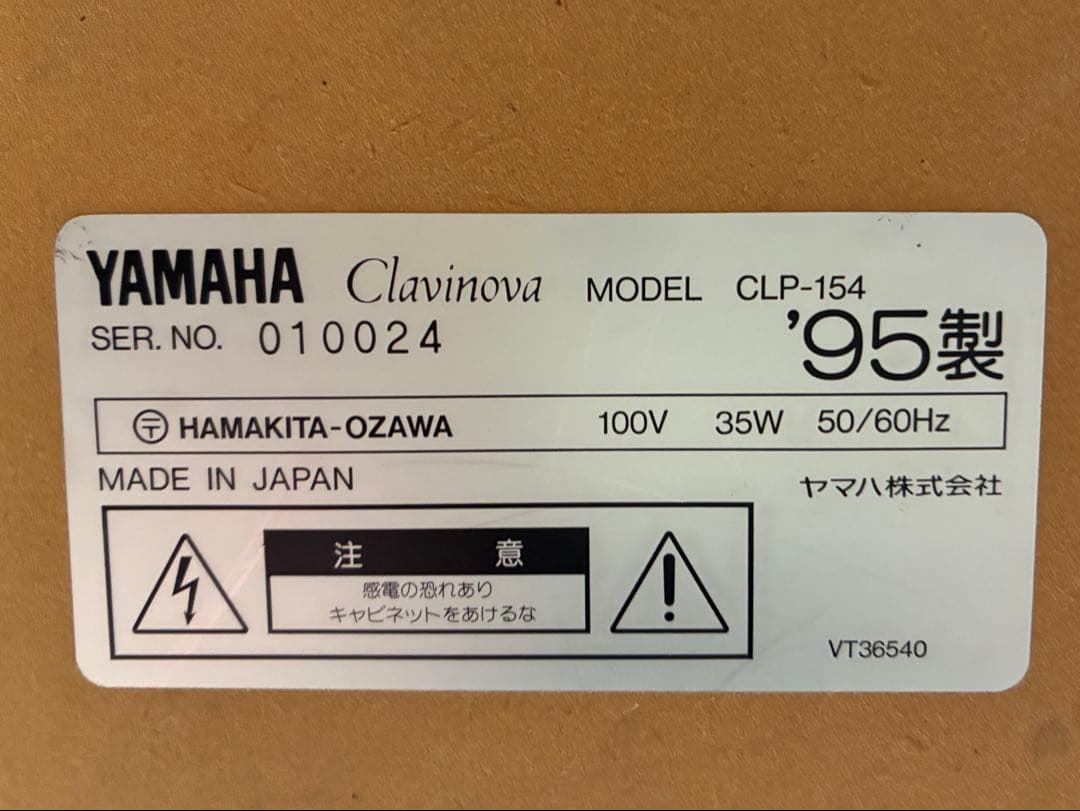 YAMAHA Clavinova MODEL CLP-154
SER. NO. 010024
'95製
〒 HAMAKITA-OZAWA 100V 35W 50/60Hz
MADE IN JAPAN ヤマハ株式会社
注意
感電の恐れあり
キャビネットをあけるな
VT36540